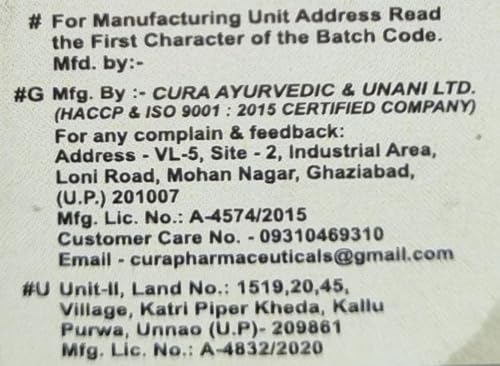 # For Manufacturing Unit Address Read
the First Character of the Batch Code.
Mfd. by:-
#G Mfg. By :- CURA AYURVEDIC & UNANI LTD.
(HACCP & ISO 9001 : 2015 CERTIFIED COMPANY)
For any complain & feedback:
Address - VL-5, Site - 2, Industrial Area,
Loni Road, Mohan Nagar, Ghaziabad,
(U.P.) 201007
Mfg. Lic. No.: A-4574/2015
Customer Care No. - 09310469310
Email - curapharmaceuticals@gmail.com
#U Unit-II, Land No.: 1519,20,45,
Village, Katri Piper Kheda, Kallu
Purwa, Unnao (U.P)- 209861
Mfg. Lic. No.: A-4832/2020